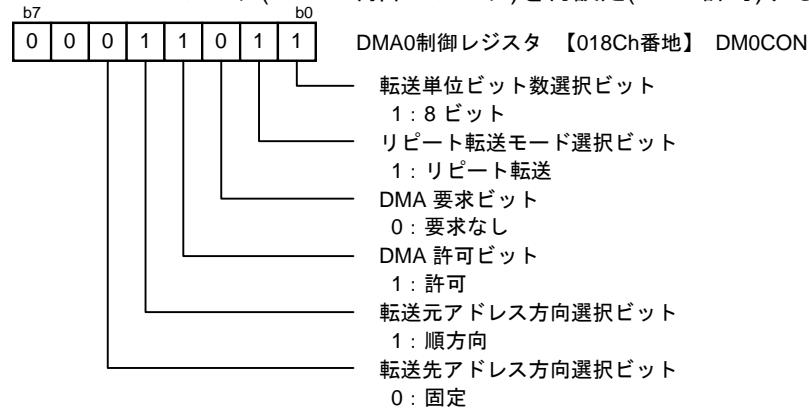 b7 b0
0 0 0 1 1 0 1 1 DMA0制御レジスタ 【018Ch番地】 DM0CON
転送単位ビット数選択ビット
1：8 ビット
リピート転送モード選択ビット
1：リピート転送
DMA 要求ビット
0：要求なし
DMA 許可ビット
1：許可
転送元アドレス方向選択ビット
1：順方向
転送先アドレス方向選択ビット
0：固定